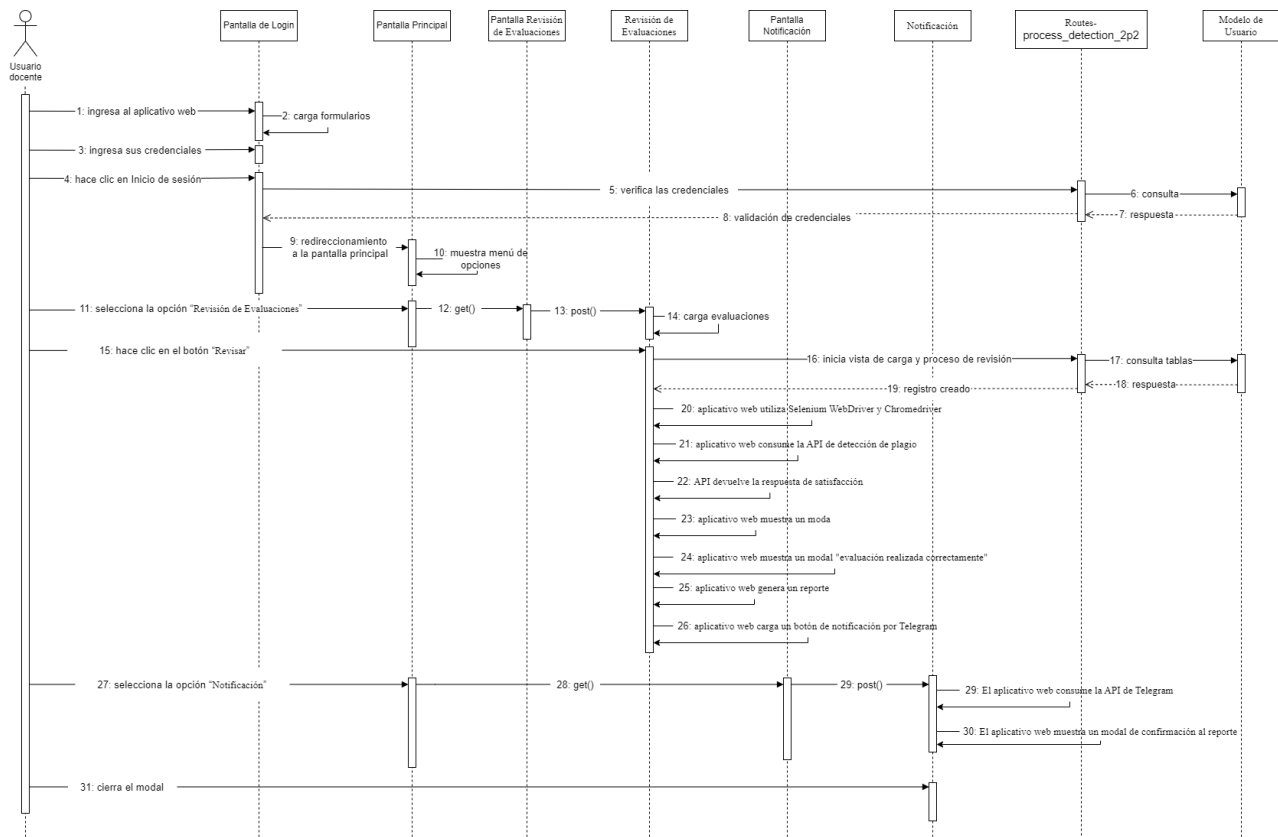 Pantalla de Login
Pantalla Principal
Pantalla Revisión
de Evaluaciones
Revisión de
Evaluaciones
Pantalla
Notificación
Notificación
Routes-
process_detection_2p2
Modelo de
Usuario
Usuario
docente
1: ingresa al aplicativo web
2: carga formularios
3: ingresa sus credenciales
4: hace clic en Inicio de sesión
5: verifica las credenciales
6: consulta
7: respuesta
8: validación de credenciales
9: redireccionamiento
a la pantalla principal
10: muestra menú de
opciones
11: selecciona la opción “Revisión de Evaluaciones”
12: get()
13: post()
14: carga evaluaciones
15: hace clic en el botón “Revisar”
16: inicia vista de carga y proceso de revisión
17: consulta tablas
18: respuesta
19: registro creado
20: aplicativo web utiliza Selenium WebDriver y Chromedriver
21: aplicativo web consume la API de detección de plagio
22: API devuelve la respuesta de satisfacción
23: aplicativo web muestra un moda
24: aplicativo web muestra un modal "evaluación realizada correctamente"
25: aplicativo web genera un reporte
26: aplicativo web carga un botón de notificación por Telegram
27: selecciona la opción “Notificación”
28: get()
29: post()
29: El aplicativo web consume la API de Telegram
30: El aplicativo web muestra un modal de confirmación al reporte
31: cierra el modal